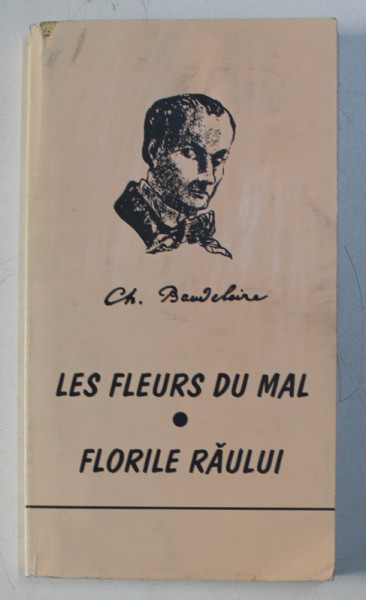 Ch. Baudelaire
LES FLEURS DU MAL
FLORILE RĂULUI